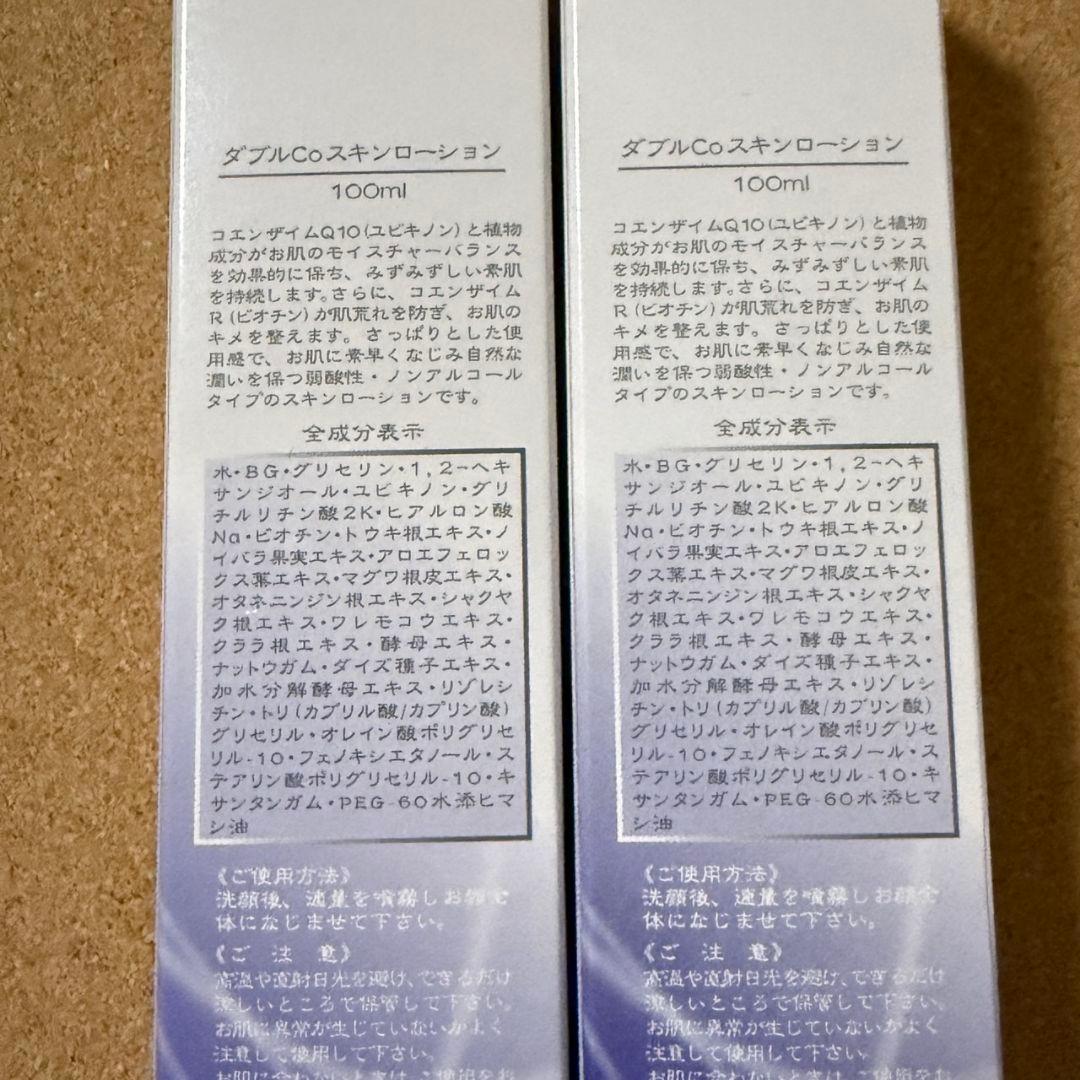 ダブルCoスキンローション
100ml
コエンザイムQ10(ユビキノン)と植物
成分がお肌のモイスチャーバランス
を効果的に保ち、みずみずしい素肌
を持続します。さらに、コエンザイム
R(ビオチン)が肌荒れを防ぎ、お肌の
キメを整えます。さっぱりとした使
用感で、お肌に素早くなじみ自然な
潤いを保つ弱酸性・ノンアルコール
タイプのスキンローションです。
全成分表示
水・BG・グリセリン・1,2-ヘキ
サンジオール・ユビキノン・グリ
チルリチン酸2K・ヒアルロン酸
Na・ビオチン・トウキ根エキス・ノ
イバラ果実エキス・アロエフェロッ
クス葉エキス・マグワ根皮エキス・
オタネニンジン根エキス・シャクヤ
ク根エキス・ワレモコウエキス・
クララ根エキス・酵母エキス・
ナットウガム・ダイズ種子エキス・
加水分解酵母エキス・リゾレシ
チン・トリ(カプリル酸/カプリン酸)
グリセリル・オレイン酸ポリグリセ
リル-10・フェノキシエタノール・ス
テアリン酸ポリグリセリル-10・キ
サンタンガム・PEG-60水添ヒマ
シ油
《ご使用方法》
洗顔後、適量を噴霧しお顔全
体になじませて下さい。
《ご注意》
高温や直射日光を避け、できるだけ
涼しいところで保管して下さい。
お肌に異常が生じていないかよく
注意して使用して下さい。
お肌に合わないときは、ご使用をお
ダブルCoスキンローション
100ml
コエンザイムQ10(ユビキノン)と植物
成分がお肌のモイスチャーバランス
を効果的に保ち、みずみずしい素肌
を持続します。さらに、コエンザイム
R(ビオチン)が肌荒れを防ぎ、お肌の
キメを整えます。さっぱりとした使
用感で、お肌に素早くなじみ自然な
潤いを保つ弱酸性・ノンアルコール
タイプのスキンローションです。
全成分表示
水・BG・グリセリン・1,2-ヘキ
サンジオール・ユビキノン・グリ
チルリチン酸2K・ヒアルロン酸
Na・ビオチン・トウキ根エキス・ノ
イバラ果実エキス・アロエフェロッ
クス葉エキス・マグワ根皮エキス・
オタネニンジン根エキス・シャクヤ
ク根エキス・ワレモコウエキス・
クララ根エキス・酵母エキス・
ナットウガム・ダイズ種子エキス・
加水分解酵母エキス・リゾレシ
チン・トリ(カプリル酸/カプリン酸)
グリセリル・オレイン酸ポリグリセ
リル-10・フェノキシエタノール・ス
テアリン酸ポリグリセリル-10・キ
サンタンガム・PEG-60水添ヒマ
シ油
《ご使用方法》
洗顔後、適量を噴霧しお顔全
体になじませて下さい。
《ご注意》
高温や直射日光を避け、できるだけ
涼しいところで保管して下さい。
お肌に異常が生じていないかよく
注意して使用して下さい。
お肌に合わないときは、ご使用をお